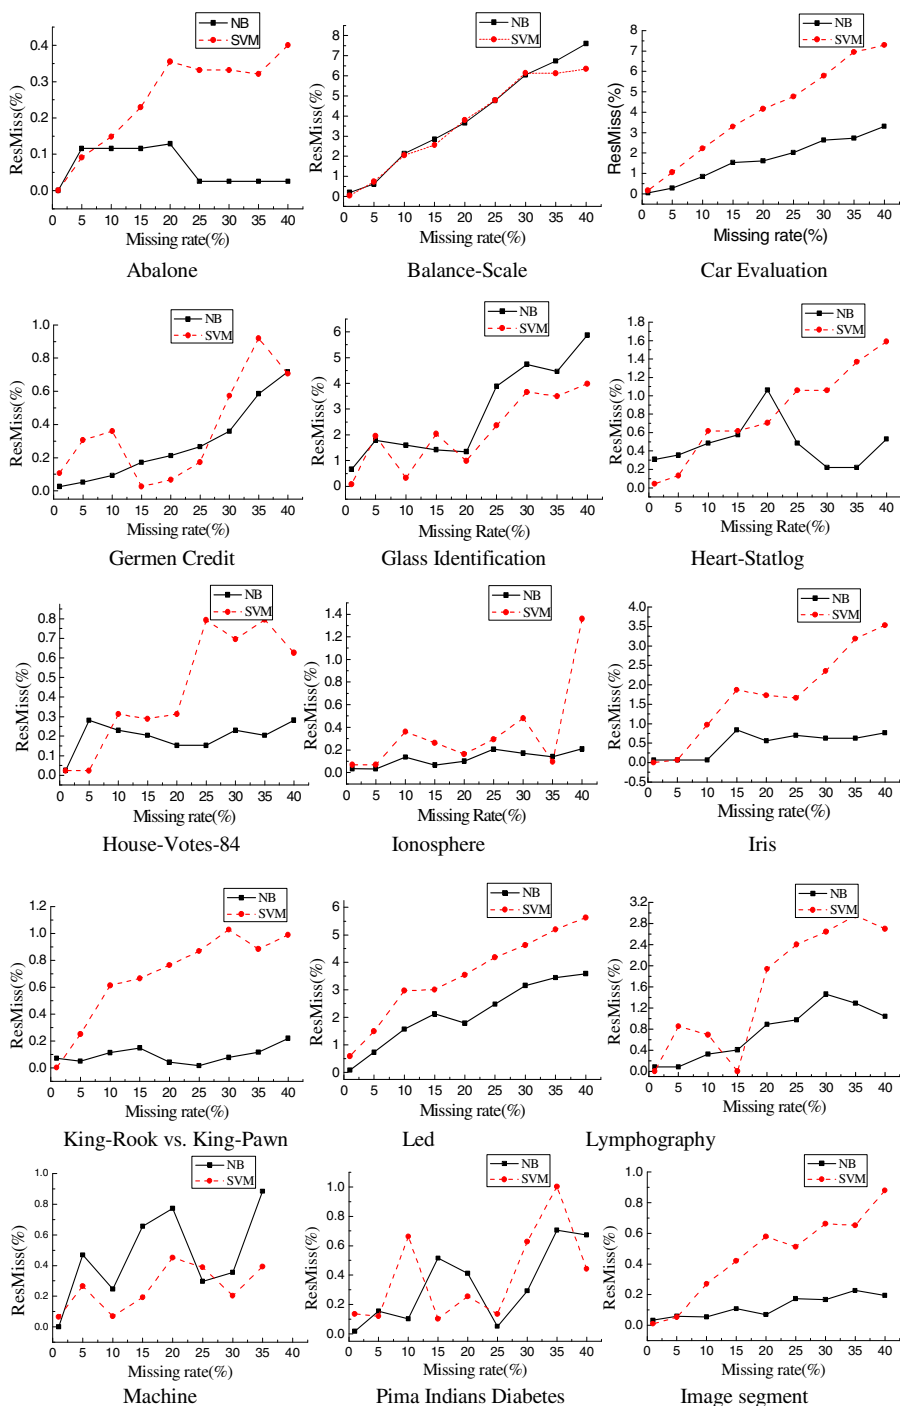 NB
SVM
0.4
0.3
0.2
0.1
0.0
ResMiss(%)
0 5 10 15 20 25 30 35 40
Missing rate(%)
Abalone
NB
SVM
8
7
6
5
4
3
2
1
0
ResMiss(%)
0 5 10 15 20 25 30 35 40
Missing rate(%)
Balance-Scale
NB
SVM
8
7
6
5
4
3
2
1
0
ResMiss(%)
0 5 10 15 20 25 30 35 40
Missing rate(%)
Car Evaluation
NB
SVM
1.0
0.8
0.6
0.4
0.2
0.0
ResMiss(%)
0 5 10 15 20 25 30 35 40
Missing rate(%)
Germen Credit
NB
SVM
6
5
4
3
2
1
0
ResMiss(%)
0 5 10 15 20 25 30 35 40
Missing Rate(%)
Glass Identification
NB
SVM
1.8
1.6
1.4
1.2
1.0
0.8
0.6
0.4
0.2
0.0
ResMiss(%)
0 5 10 15 20 25 30 35 40
Missing Rate(%)
Heart-Statlog
NB
SVM
0.8
0.7
0.6
0.5
0.4
0.3
0.2
0.1
0.0
ResMiss(%)
0 5 10 15 20 25 30 35 40
Missing rate(%)
House-Votes-84
NB
SVM
1.4
1.2
1.0
0.8
0.6
0.4
0.2
0.0
ResMiss(%)
0 5 10 15 20 25 30 35 40
Missing Rate(%)
Ionosphere
NB
SVM
4.0
3.5
3.0
2.5
2.0
1.5
1.0
0.5
0.0
-0.5
ResMiss(%)
0 5 10 15 20 25 30 35 40
Missing rate(%)
Iris
NB
SVM
1.2
1.0
0.8
0.6
0.4
0.2
0.0
ResMiss(%)
0 5 10 15 20 25 30 35 40
Missing rate(%)
King-Rook vs. King-Pawn
NB
SVM
6
5
4
3
2
1
0
ResMiss(%)
0 5 10 15 20 25 30 35 40
Missing rate(%)
Led
NB
SVM
3.2
2.8
2.4
2.0
1.6
1.2
0.8
0.4
0.0
ResMiss(%)
0 5 10 15 20 25 30 35 40
Missing rate(%)
Lymphography
NB
SVM
1.0
0.8
0.6
0.4
0.2
0.0
ResMiss(%)
0 5 10 15 20 25 30 35 40
Missing rate(%)
Machine
NB
SVM
1.0
0.8
0.6
0.4
0.2
0.0
ResMiss(%)
0 5 10 15 20 25 30 35 40
Missing rate(%)
Pima Indians Diabetes
NB
SVM
1.0
0.8
0.6
0.4
0.2
0.0
ResMiss(%)
0 5 10 15 20 25 30 35 40
Missing rate(%)
Image segment